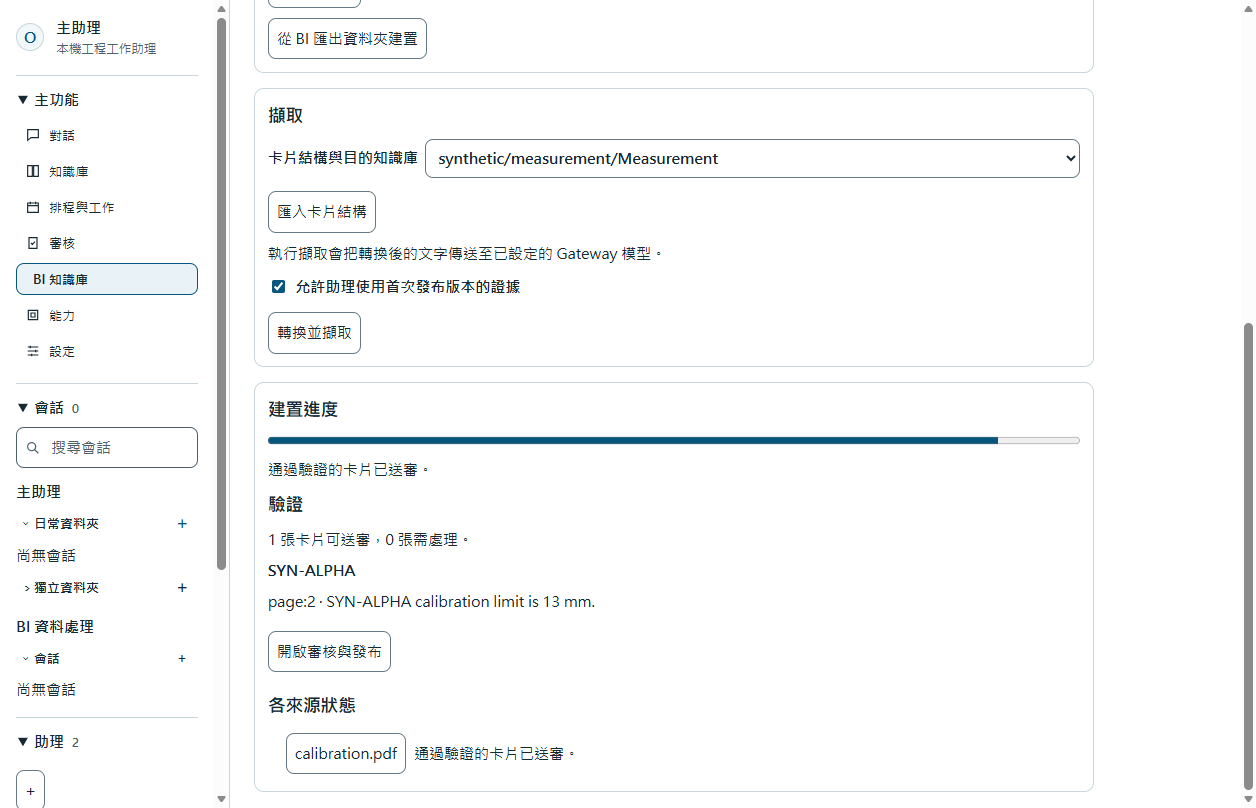 O
主助理
本機工程工作助理
▼ 主功能
對話
知識庫
排程與工作
審核
BI 知識庫
能力
設定
▼ 會話 0
搜尋會話
主助理
日常資料夾 +
尚無會話
獨立資料夾 +
BI 資料處理
會話 +
尚無會話
▼ 助理 2
+
從 BI 匯出資料夾建置
擷取
卡片結構與目的知識庫 synthetic/measurement/Measurement
匯入卡片結構
執行擷取會把轉換後的文字傳送至已設定的 Gateway 模型。
允許助理使用首次發布版本的證據
轉換並擷取
建置進度
通過驗證的卡片已送審。
驗證
1 張卡片可送審，0 張需處理。
SYN-ALPHA
page:2 · SYN-ALPHA calibration limit is 13 mm.
開啟審核與發布
各來源狀態
calibration.pdf 通過驗證的卡片已送審。